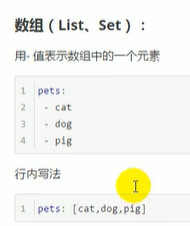 数组（List、Set）：
用- 值表示数组中的一个元素
1 pets:
2 - cat
3 - dog
4 - pig
行内写法
1 pets: [cat,dog,pig]